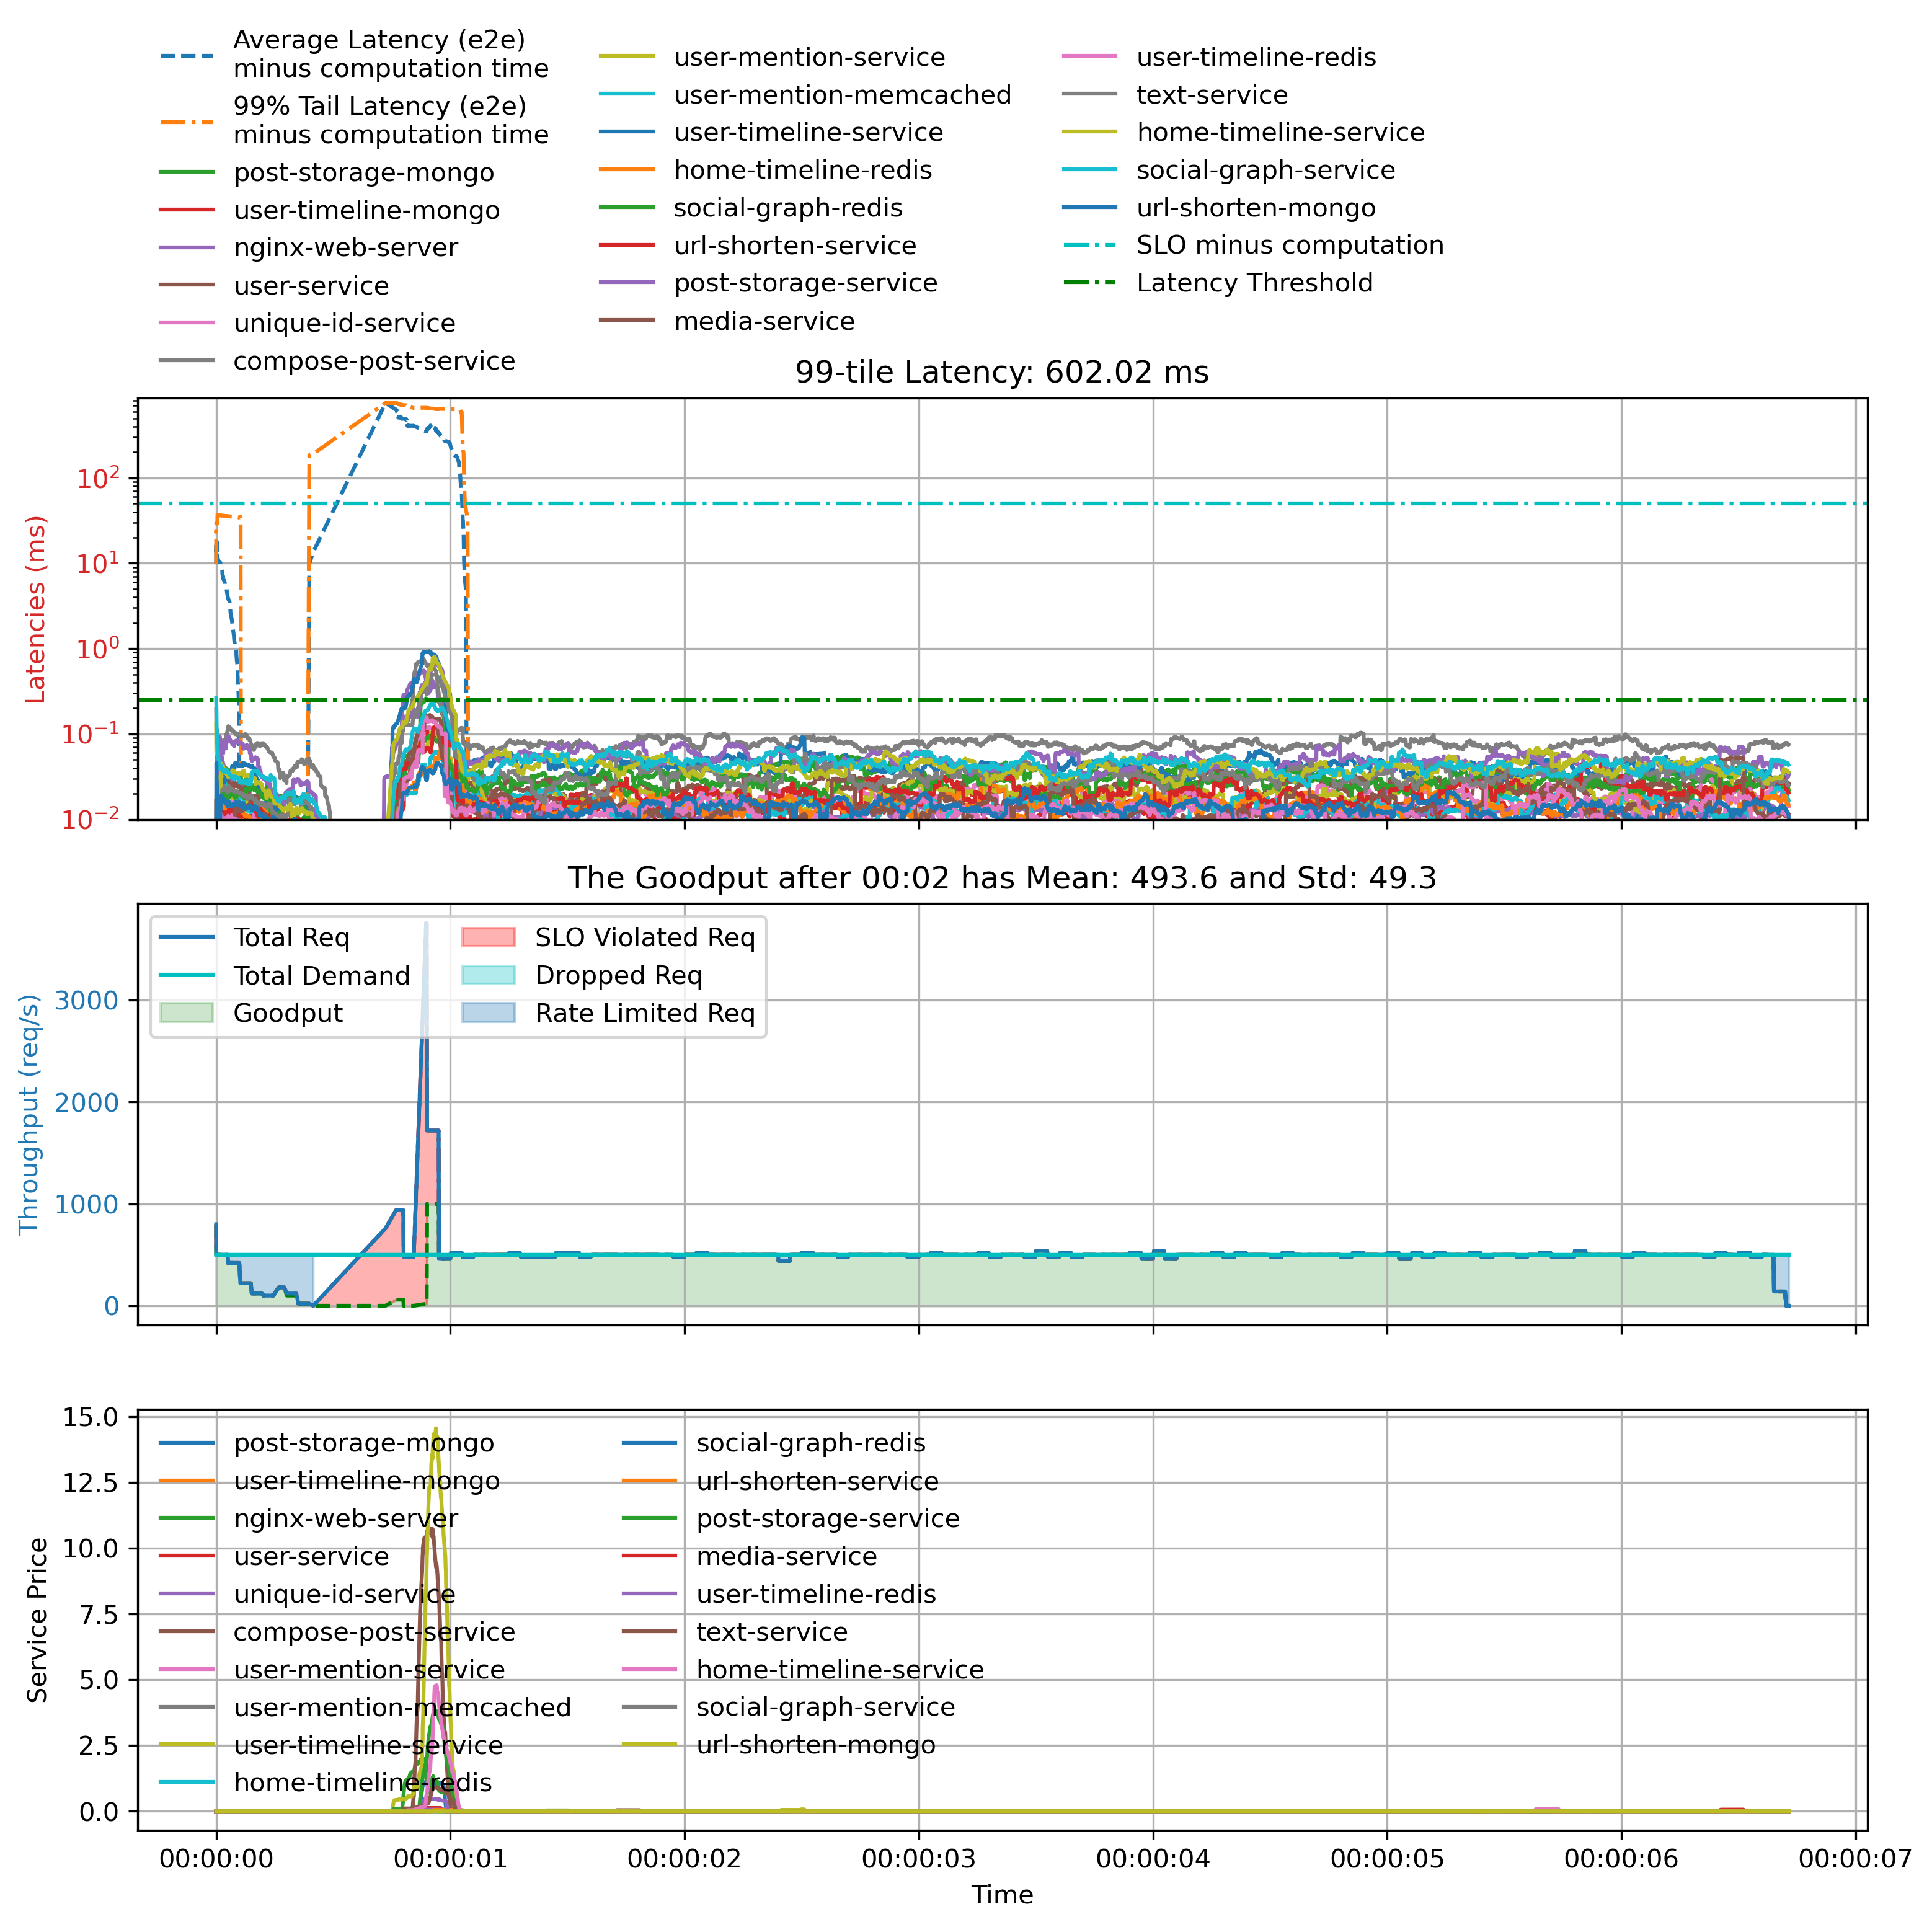 Average Latency (e2e)
minus computation time
99% Tail Latency (e2e)
minus computation time
post-storage-mongo
user-timeline-mongo
nginx-web-server
user-service
unique-id-service
compose-post-service
user-mention-service
user-mention-memcached
user-timeline-service
home-timeline-redis
social-graph-redis
url-shorten-service
post-storage-service
media-service
user-timeline-redis
text-service
home-timeline-service
social-graph-service
url-shorten-mongo
SLO minus computation
Latency Threshold
99-tile Latency: 602.02 ms
Latencies (ms)
10²
10¹
10⁰
10⁻¹
10⁻²
The Goodput after 00:02 has Mean: 493.6 and Std: 49.3
Throughput (req/s)
3000
2000
1000
0
Total Req
Total Demand
Goodput
SLO Violated Req
Dropped Req
Rate Limited Req
Service Price
15.0
12.5
10.0
7.5
5.0
2.5
0.0
post-storage-mongo
user-timeline-mongo
nginx-web-server
user-service
unique-id-service
compose-post-service
user-mention-service
user-mention-memcached
user-timeline-service
home-timeline-redis
social-graph-redis
url-shorten-service
post-storage-service
media-service
user-timeline-redis
text-service
home-timeline-service
social-graph-service
url-shorten-mongo
00:00:00 00:00:01 00:00:02 00:00:03 00:00:04 00:00:05 00:00:06 00:00:07
Time